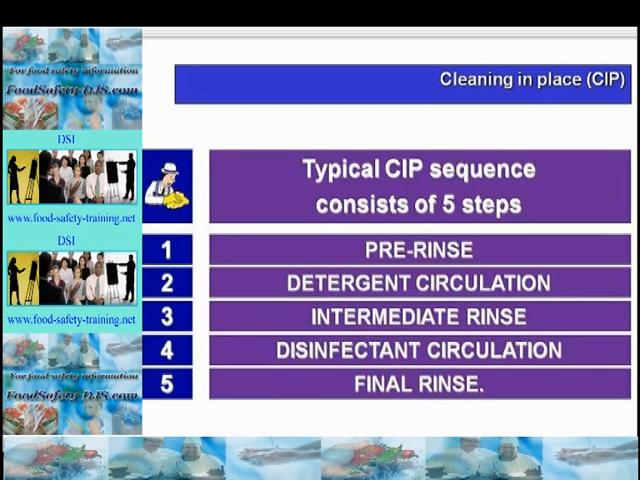 For food safety information
FoodSafety-DJS.com
DSI
www.food-safety-training.net
DSI
www.food-safety-training.net
For food safety information
FoodSafety-DJS.com
Cleaning in place (CIP)
Typical CIP sequence
consists of 5 steps
1 PRE-RINSE
2 DETERGENT CIRCULATION
3 INTERMEDIATE RINSE
4 DISINFECTANT CIRCULATION
5 FINAL RINSE.